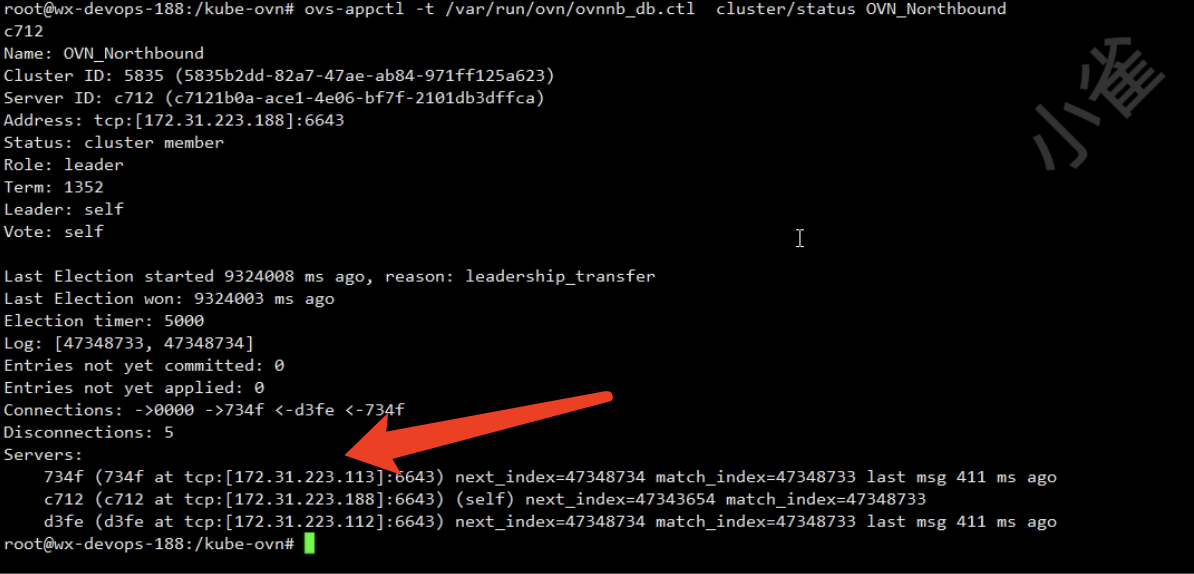 root@wx-devops-188:/kube-ovn# ovs-appctl -t /var/run/ovn/ovnnb_db.ctl  cluster/status OVN_Northbound
c712
Name: OVN_Northbound
Cluster ID: 5835 (5835b2dd-82a7-47ae-ab84-971ff125a623)
Server ID: c712 (c7121b0a-ace1-4e06-bf7f-2101db3dffca)
Address: tcp:[172.31.223.188]:6643
Status: cluster member
Role: leader
Term: 1352
Leader: self
Vote: self
Last Election started 9324008 ms ago, reason: leadership_transfer
Last Election won: 9324003 ms ago
Election timer: 5000
Log: [47348733, 47348734]
Entries not yet committed: 0
Entries not yet applied: 0
Connections: ->0000 ->734f <-d3fe <-734f
Disconnections: 5
Servers:
    734f (734f at tcp:[172.31.223.113]:6643) next_index=47348734 match_index=47348733 last msg 411 ms ago
    c712 (c712 at tcp:[172.31.223.188]:6643) (self) next_index=47343654 match_index=47348733
    d3fe (d3fe at tcp:[172.31.223.112]:6643) next_index=47348734 match_index=47348733 last msg 411 ms ago
root@wx-devops-188:/kube-ovn#
小雀